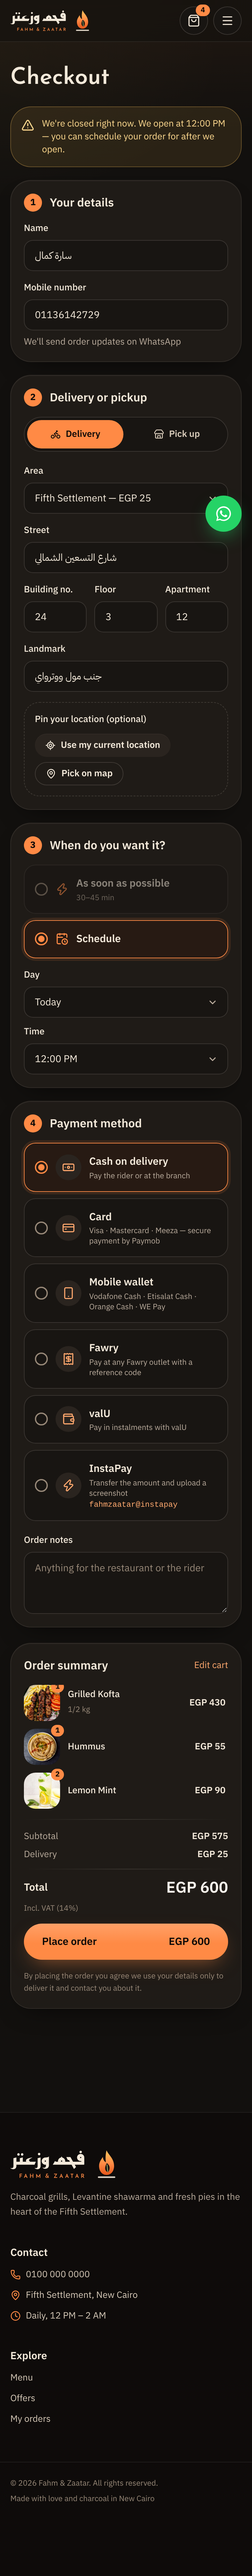 فحم وزعتر
FAHM & ZAATAR
4
Checkout
We're closed right now. We open at 12:00 PM
— you can schedule your order for after we
open.
1 Your details
Name
سارة كمال
Mobile number
01136142729
We'll send order updates on WhatsApp
2 Delivery or pickup
Delivery
Pick up
Area
Fifth Settlement — EGP 25
Street
شارع التسعين الشمالي
Building no. Floor Apartment
24 3 12
Landmark
جنب مول ووترواي
Pin your location (optional)
Use my current location
Pick on map
3 When do you want it?
As soon as possible
30–45 min
Schedule
Day
Today
Time
12:00 PM
4 Payment method
Cash on delivery
Pay the rider or at the branch
Card
Visa · Mastercard · Meeza — secure
payment by Paymob
Mobile wallet
Vodafone Cash · Etisalat Cash ·
Orange Cash · WE Pay
Fawry
Pay at any Fawry outlet with a
reference code
valU
Pay in instalments with valU
InstaPay
Transfer the amount and upload a
screenshot
fahmzaatar@instapay
Order notes
Anything for the restaurant or the rider
Order summary Edit cart
1
Grilled Kofta
1/2 kg
EGP 430
1
Hummus EGP 55
2
Lemon Mint EGP 90
Subtotal EGP 575
Delivery EGP 25
Total EGP 600
Incl. VAT (14%)
Place order EGP 600
By placing the order you agree we use your details only to
deliver it and contact you about it.
فحم وزعتر
FAHM & ZAATAR
Charcoal grills, Levantine shawarma and fresh pies in the
heart of the Fifth Settlement.
Contact
0100 000 0000
Fifth Settlement, New Cairo
Daily, 12 PM – 2 AM
Explore
Menu
Offers
My orders
© 2026 Fahm & Zaatar. All rights reserved.
Made with love and charcoal in New Cairo